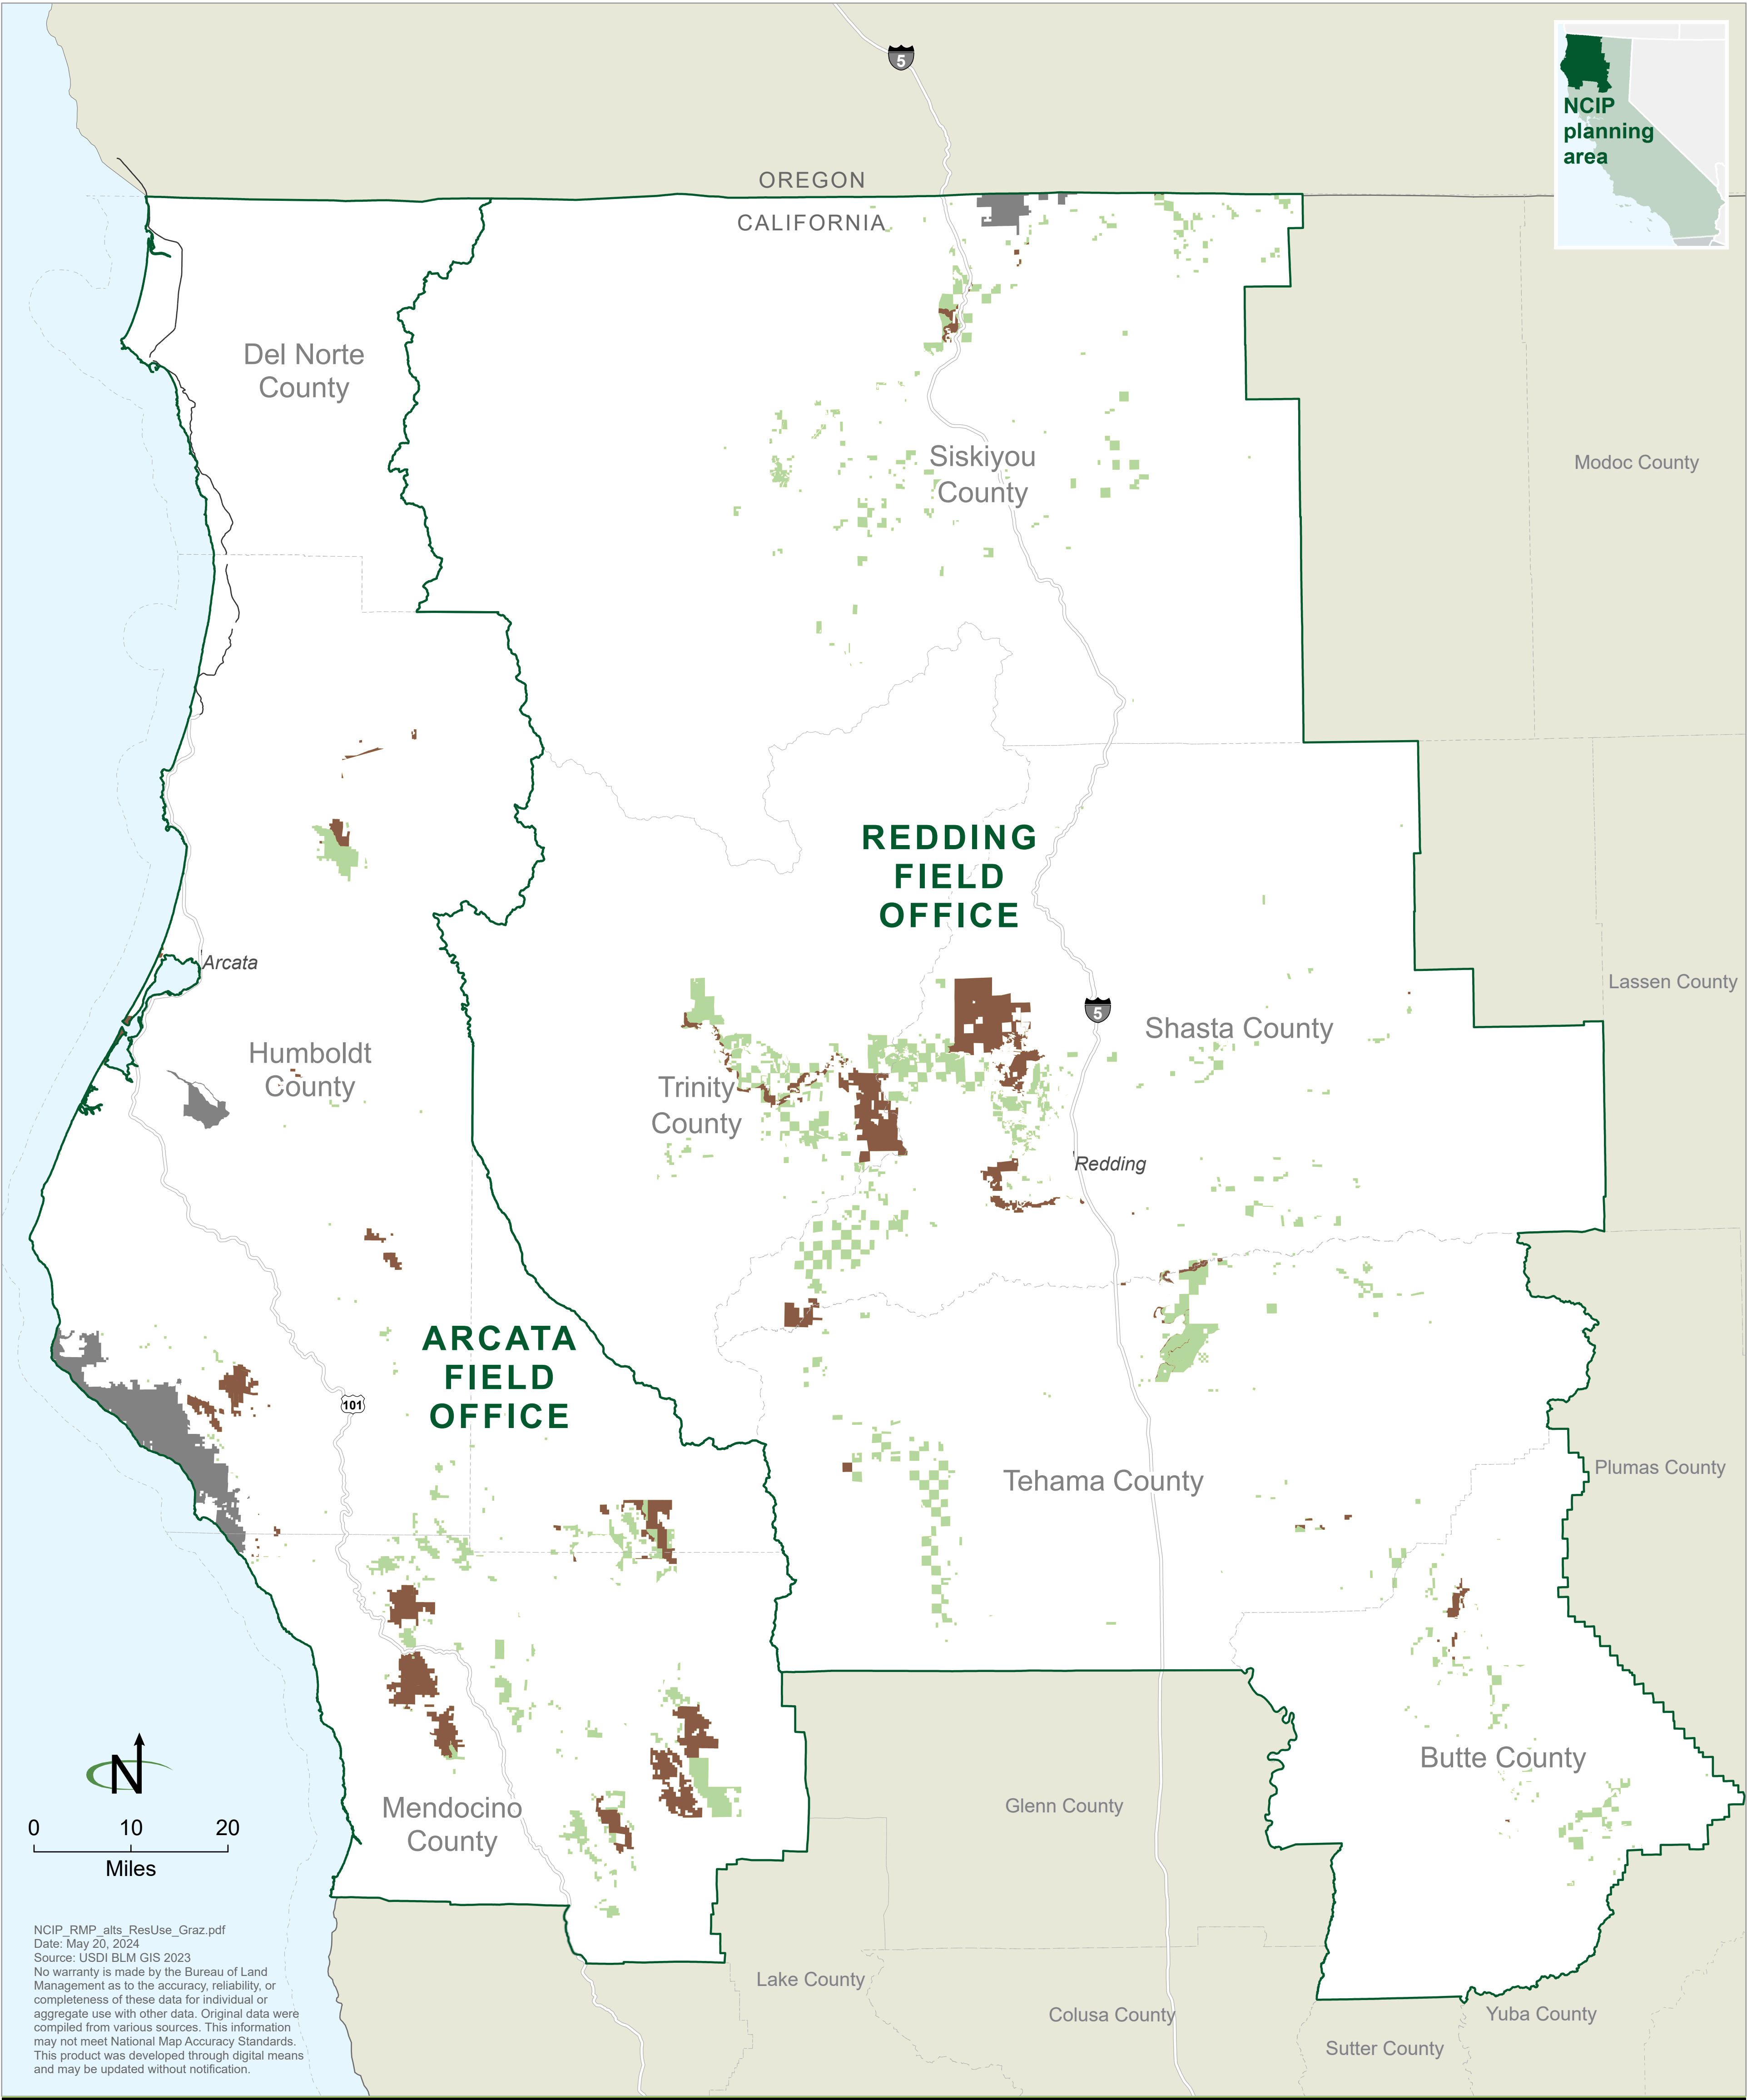 5
NCIP
planning
area
OREGON
CALIFORNIA
Del Norte
County
Siskiyou
County
Modoc County
REDDING
FIELD
OFFICE
Arcata
Lassen County
5
Shasta County
Humboldt
County
Trinity
County
Redding
ARCATA
FIELD
OFFICE
101
Tehama County
Plumas County
Butte County
N
Mendocino
County
Glenn County
0 10 20
Miles
NCIP_RMP_alts_ResUse_Graz.pdf
Date: May 20, 2024
Source: USDI BLM GIS 2023
No warranty is made by the Bureau of Land
Management as to the accuracy, reliability, or
completeness of these data for individual or
aggregate use with other data. Original data were
compiled from various sources. This information
may not meet National Map Accuracy Standards.
This product was developed through digital means
and may be updated without notification.
Lake County
Colusa County
Yuba County
Sutter County